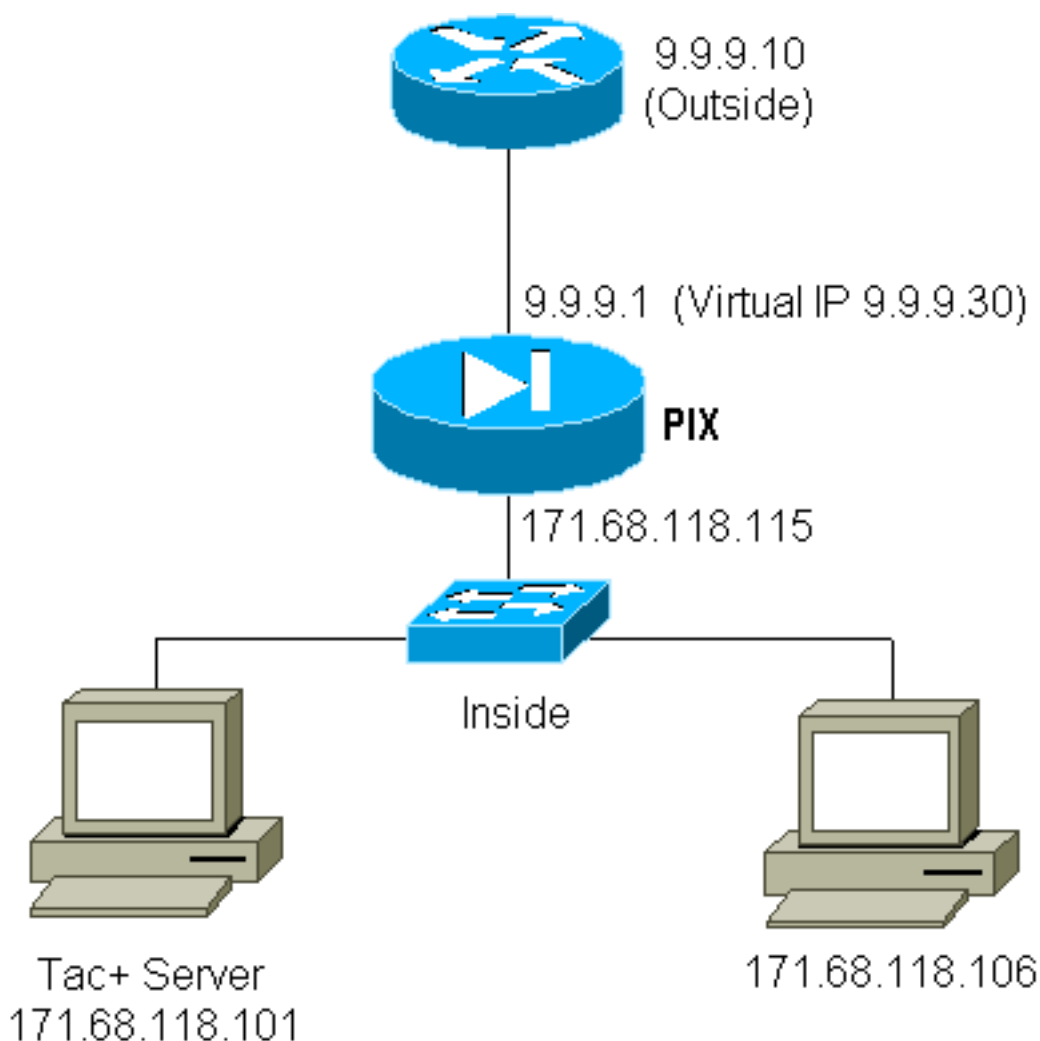 9.9.9.10
(Outside)
9.9.9.1 (Virtual IP 9.9.9.30)
PIX
171.68.118.115
Inside
Tac+ Server
171.68.118.101
171.68.118.106